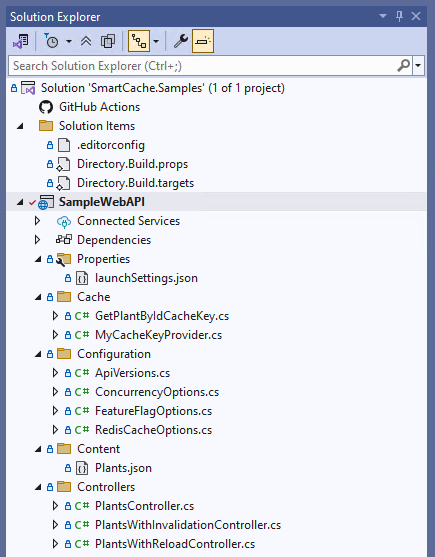 Solution Explorer
Search Solution Explorer (Ctrl+;)
Solution 'SmartCache.Samples' (1 of 1 project)
GitHub Actions
Solution Items
.editorconfig
Directory.Build.props
Directory.Build.targets
SampleWebAPI
Connected Services
Dependencies
Properties
launchSettings.json
Cache
C# GetPlantByIdCacheKey.cs
C# MyCacheKeyProvider.cs
Configuration
C# ApiVersions.cs
C# ConcurrencyOptions.cs
C# FeatureFlagOptions.cs
C# RedisCacheOptions.cs
Content
Plants.json
Controllers
C# PlantsController.cs
C# PlantsWithInvalidationController.cs
C# PlantsWithReloadController.cs